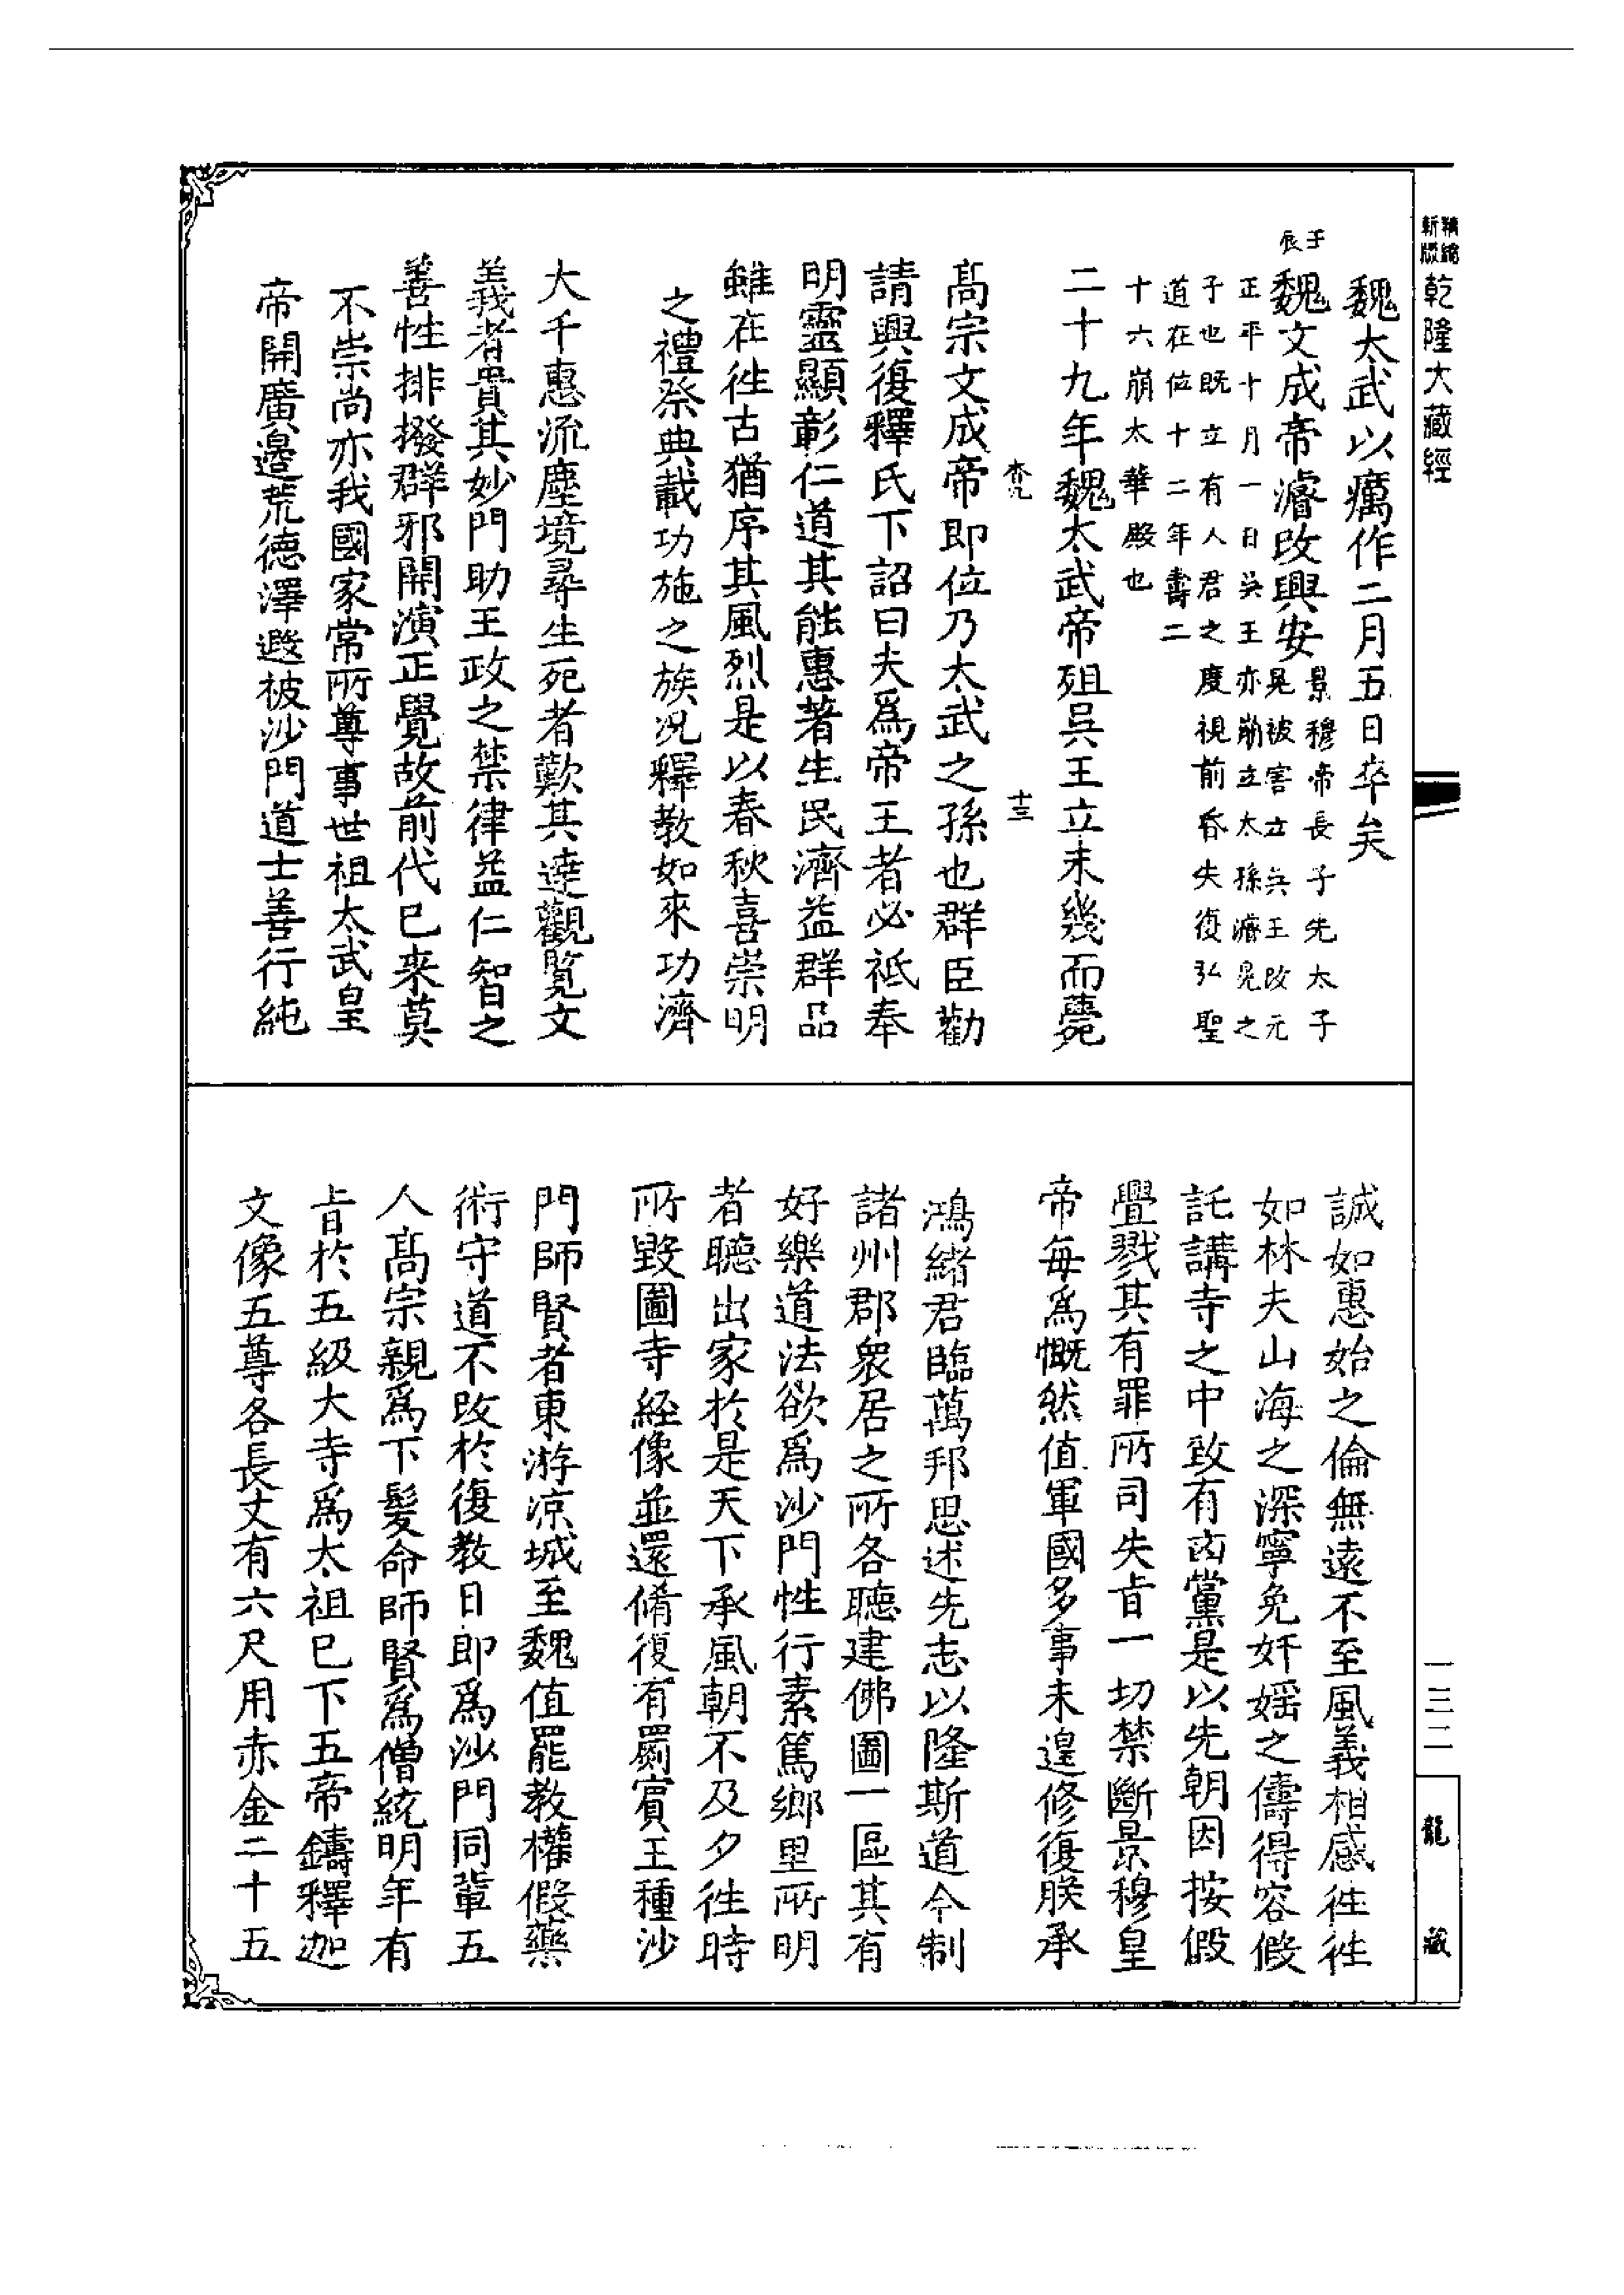 精縮
新版
乾隆大藏經
魏太武以癘作二月五日卒矣
壬辰
魏文成帝濬改興安
景穆帝長子先太子
晃被害立吳王改元
正平十月一日吳王亦崩立太孫濬晃之
子也既立有人君之度視前昏失復弘聖
道在位十二年壽二
十六崩太華殿也
二十九年魏太武帝殂吳王立未幾而薨
十三
高宗文成帝即位乃太武之孫也群臣勸
請興復釋氏下詔曰夫爲帝王者必祇奉
明靈顯彰仁道其能惠著生民濟益群品
雖在徃古猶序其風烈是以春秋喜崇明
之禮祭典載功施之族況釋教如來功濟
大千惠流塵境尋生死者歎其達觀覽文
義者貴其妙門助王政之禁律益仁智之
善性排撥群邪開演正覺故前代已来莫
不崇尚亦我國家常所尊事世祖太武皇
帝開廣邊荒德澤遐被沙門道士善行純
誠如惠始之倫無遠不至風義相感徃徃
如林夫山海之深寧免奸婬之儔得容假
託講寺之中致有凶黨是以先朝因按假
釁戮其有罪所司失旨一切禁斷景穆皇
帝每爲慨然值軍國多事未遑修復朕承
鴻緒君臨萬邦思述先志以隆斯道今制
諸州郡衆居之所各聽建佛圖一區其有
好樂道法欲爲沙門性行素篤鄉里所明
者聽出家於是天下承風朝不及夕徃時
所毀圖寺経像並還脩復有罽賓王種沙
門師賢者東游凉城至魏值罷教權假藥
術守道不改於復教日即爲沙門同輩五
人高宗親爲下髮命師賢爲僧統明年有
旨於五級大寺爲太祖巳下五帝鑄釋迦
文像五尊各長丈有六尺用赤金二十五
一三二
龍藏